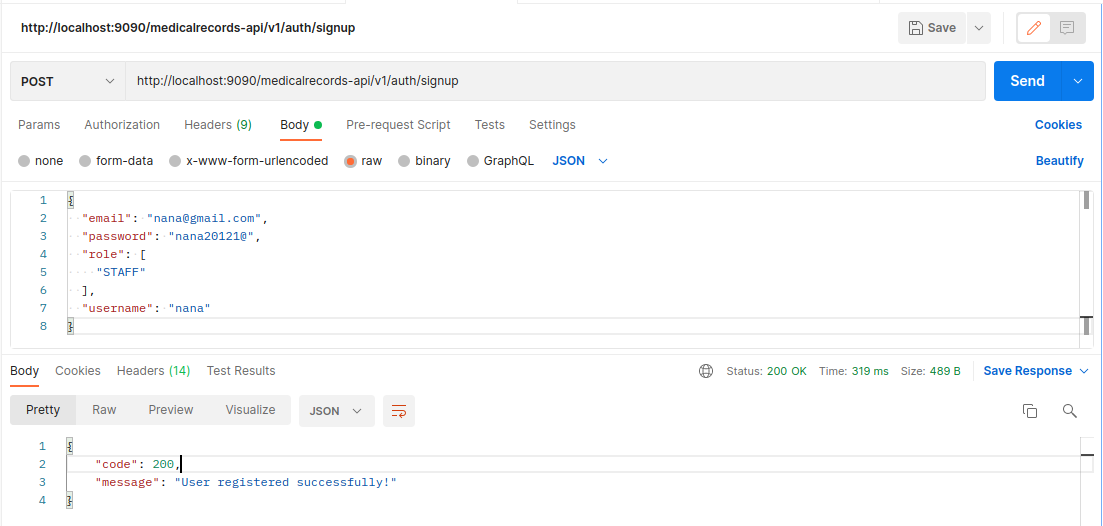 http://localhost:9090/medicalrecords-api/v1/auth/signup Save
POST http://localhost:9090/medicalrecords-api/v1/auth/signup Send
Params Authorization Headers (9) Body Pre-request Script Tests Settings Cookies
none form-data x-www-form-urlencoded raw binary GraphQL JSON Beautify
1 {
2 "email": "nana@gmail.com",
3 "password": "nana20121@",
4 "role": [
5 "STAFF"
6 ],
7 "username": "nana"
8 }
Body Cookies Headers (14) Test Results Status: 200 OK Time: 319 ms Size: 489 B Save Response
Pretty Raw Preview Visualize JSON
1 {
2 "code": 200,
3 "message": "User registered successfully!"
4 }